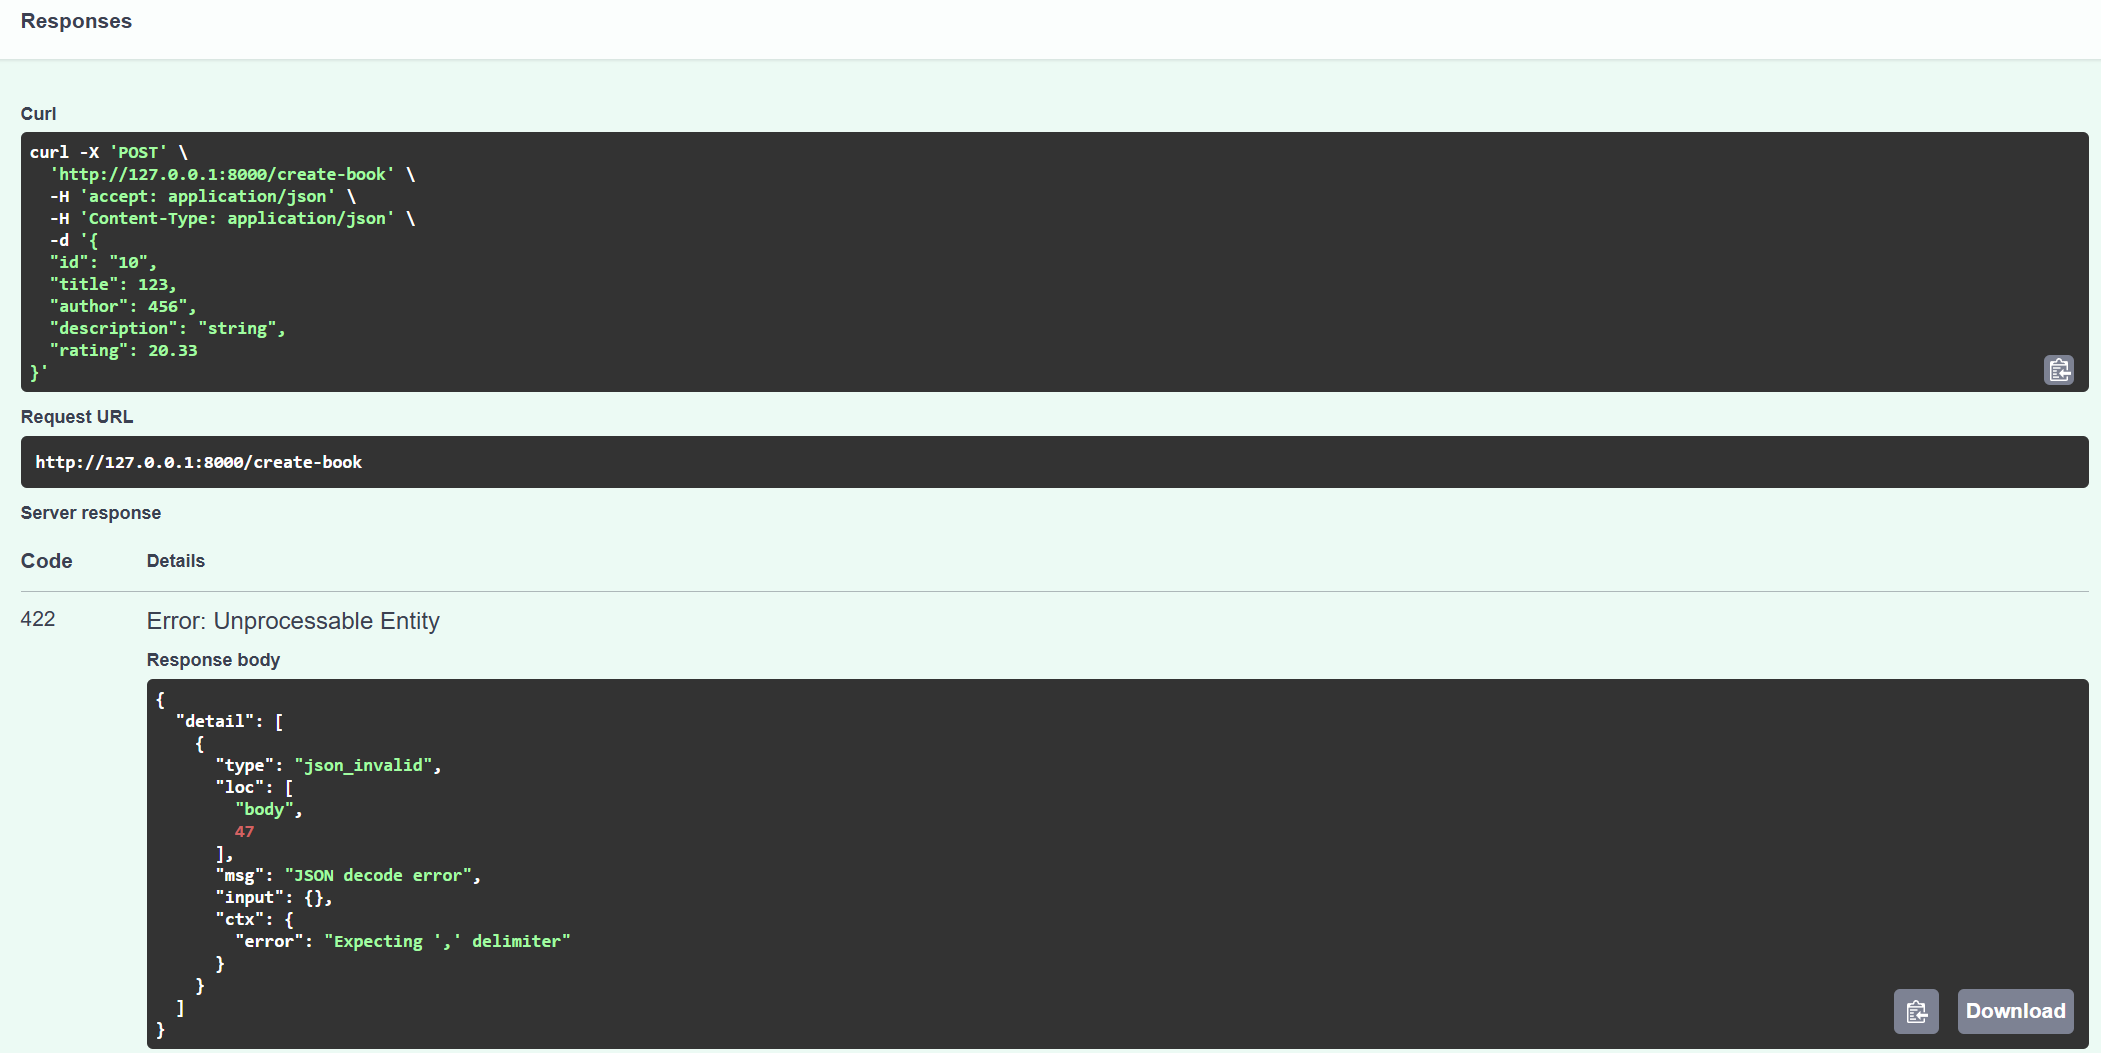 Responses
Curl
curl -X 'POST' \
  'http://127.0.0.1:8000/create-book' \
  -H 'accept: application/json' \
  -H 'Content-Type: application/json' \
  -d '{
  "id": "10",
  "title": 123,
  "author": 456",
  "description": "string",
  "rating": 20.33
}'
Request URL
http://127.0.0.1:8000/create-book
Server response
Code Details
422 Error: Unprocessable Entity
Response body
{
  "detail": [
    {
      "type": "json_invalid",
      "loc": [
        "body",
        47
      ],
      "msg": "JSON decode error",
      "input": {},
      "ctx": {
        "error": "Expecting ',' delimiter"
      }
    }
  ]
}
Download